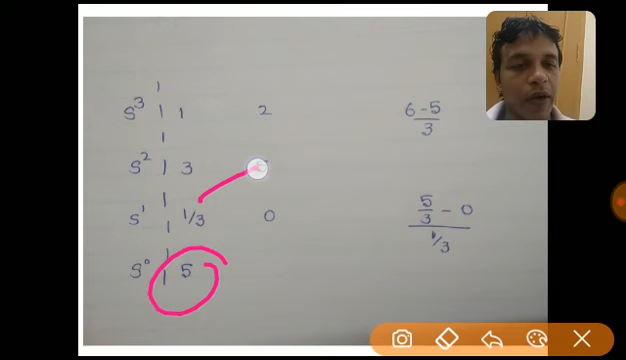 s³ | 1 2
s² | 3
s¹ | 1/3 0
s⁰ | 5
6 - 5 / 3
5/3 - 0 / 1/3